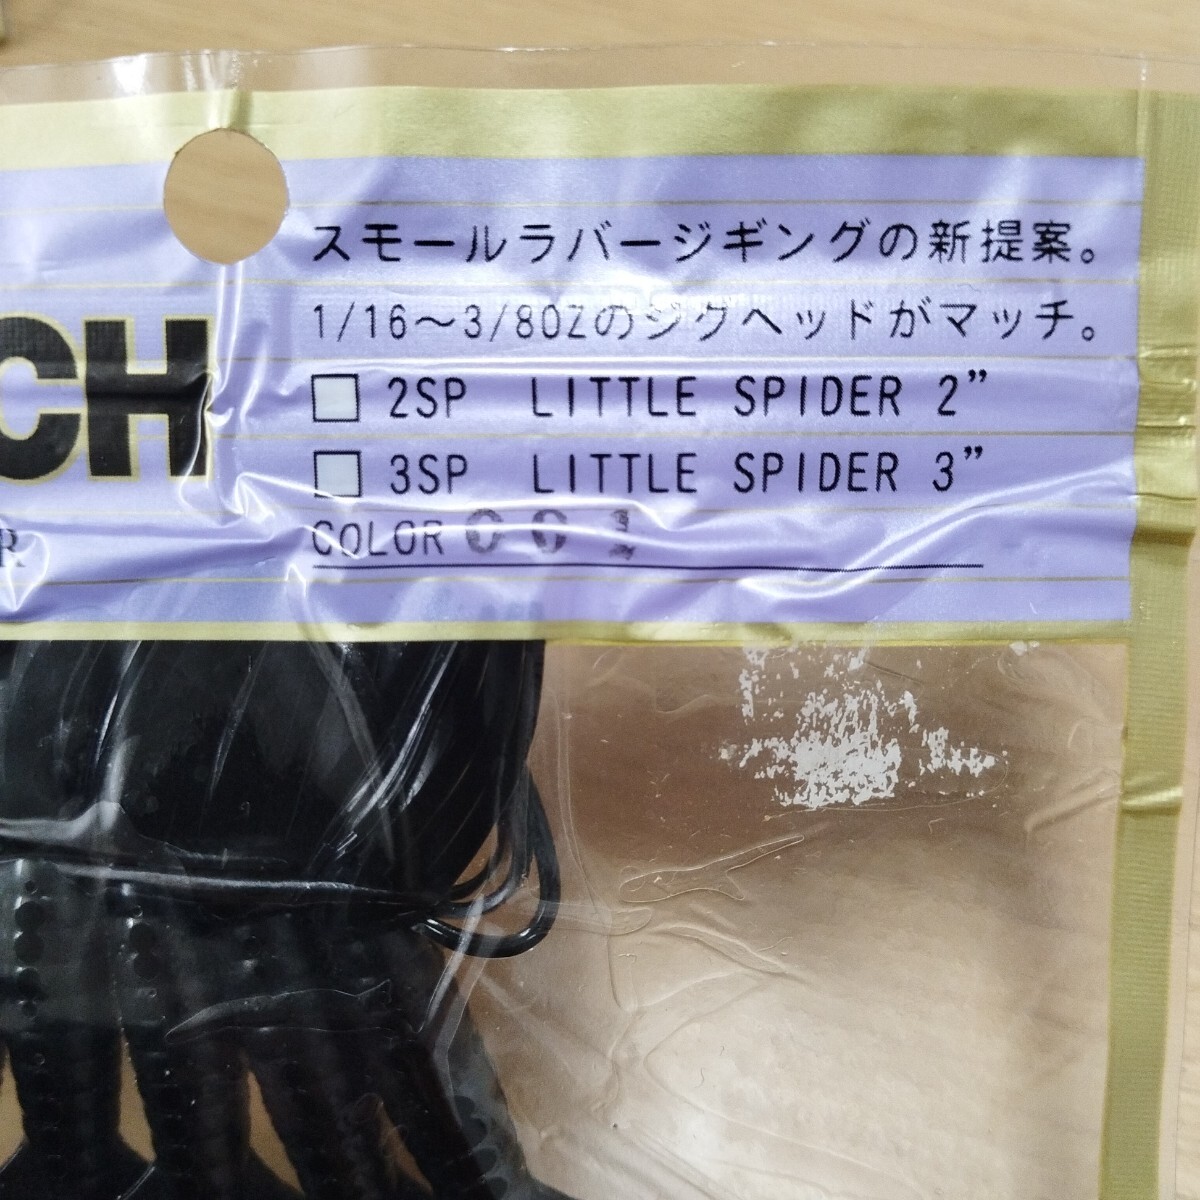 スモールラバージギングの新提案。
1/16〜3/8OZのジグヘッドがマッチ。
CH
2SP LITTLE SPIDER 2”
3SP LITTLE SPIDER 3”
R
COLOR 001